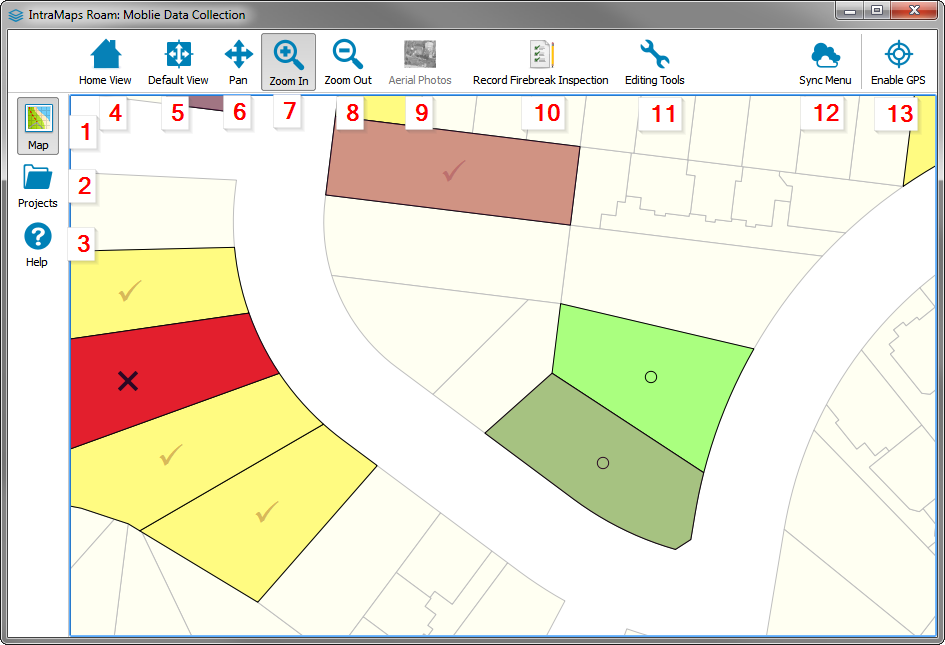 IntraMaps Roam: Moblie Data Collection
Home View Default View Pan Zoom In Zoom Out Aerial Photos Record Firebreak Inspection Editing Tools Sync Menu Enable GPS
4 5 6 7 8 9 10 11 12 13
1
Map
2
Projects
3
Help